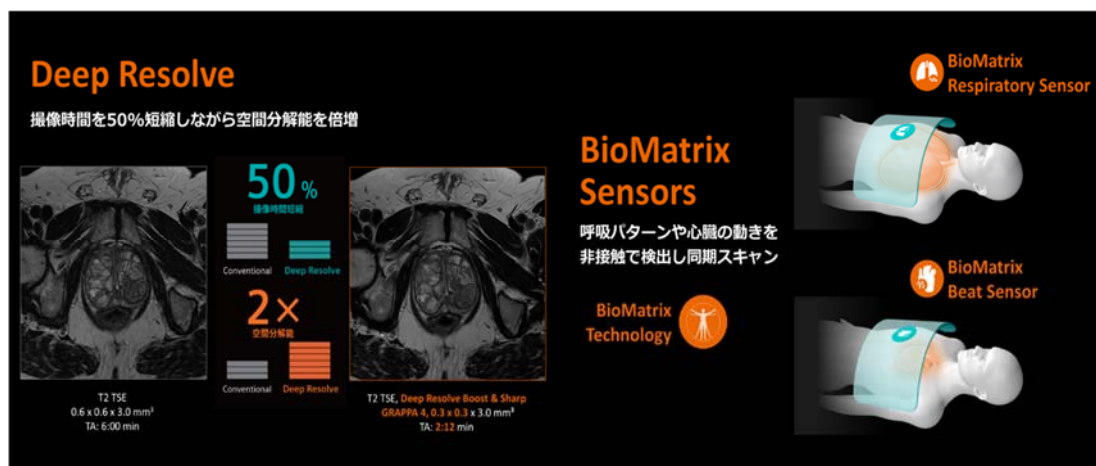 Deep Resolve
撮像時間を50%短縮しながら空間分解能を倍増
50 %
撮像時間短縮
Conventional
Deep Resolve
2×
空間分解能
Conventional
Deep Resolve
T2 TSE
0.6 x 0.6 x 3.0 mm³
TA: 6:00 min
T2 TSE, Deep Resolve Boost & Sharp
GRAPPA 4, 0.3 x 0.3 x 3.0 mm³
TA: 2:12 min
BioMatrix
Sensors
呼吸パターンや心臓の動きを
非接触で検出し同期スキャン
BioMatrix
Technology
BioMatrix
Respiratory Sensor
BioMatrix
Beat Sensor